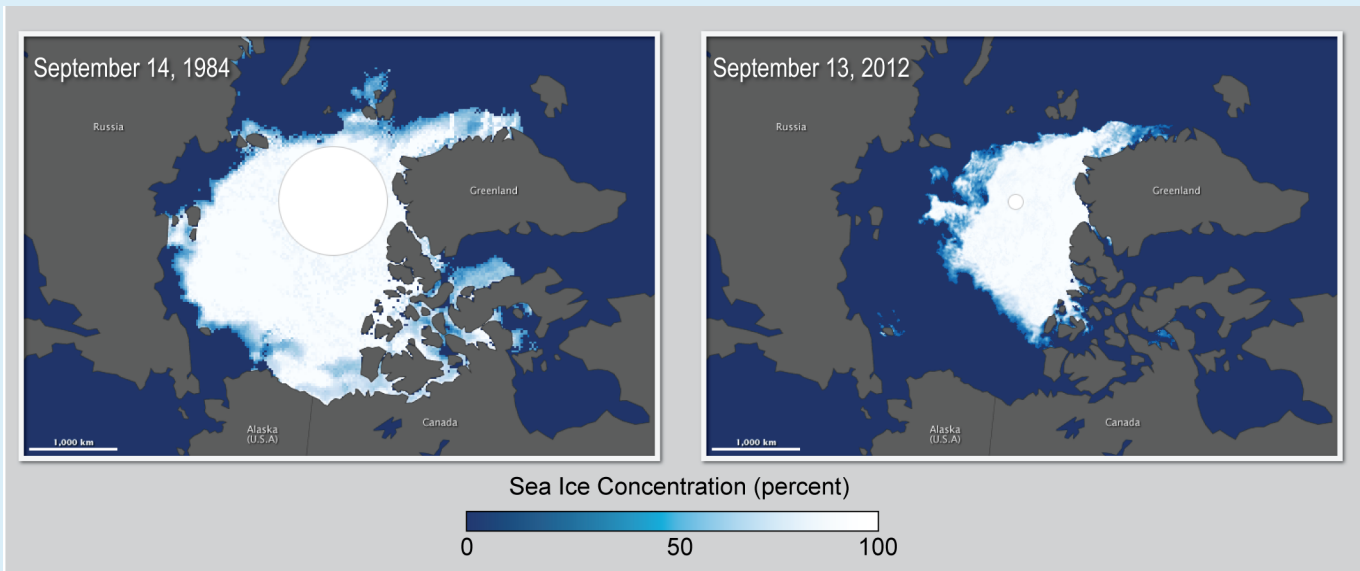 September 14, 1984
Russia
Greenland
Alaska
(U.S.A)
Canada
1,000 km
September 13, 2012
Russia
Greenland
Alaska
(U.S.A)
Canada
1,000 km
Sea Ice Concentration (percent)
0 50 100